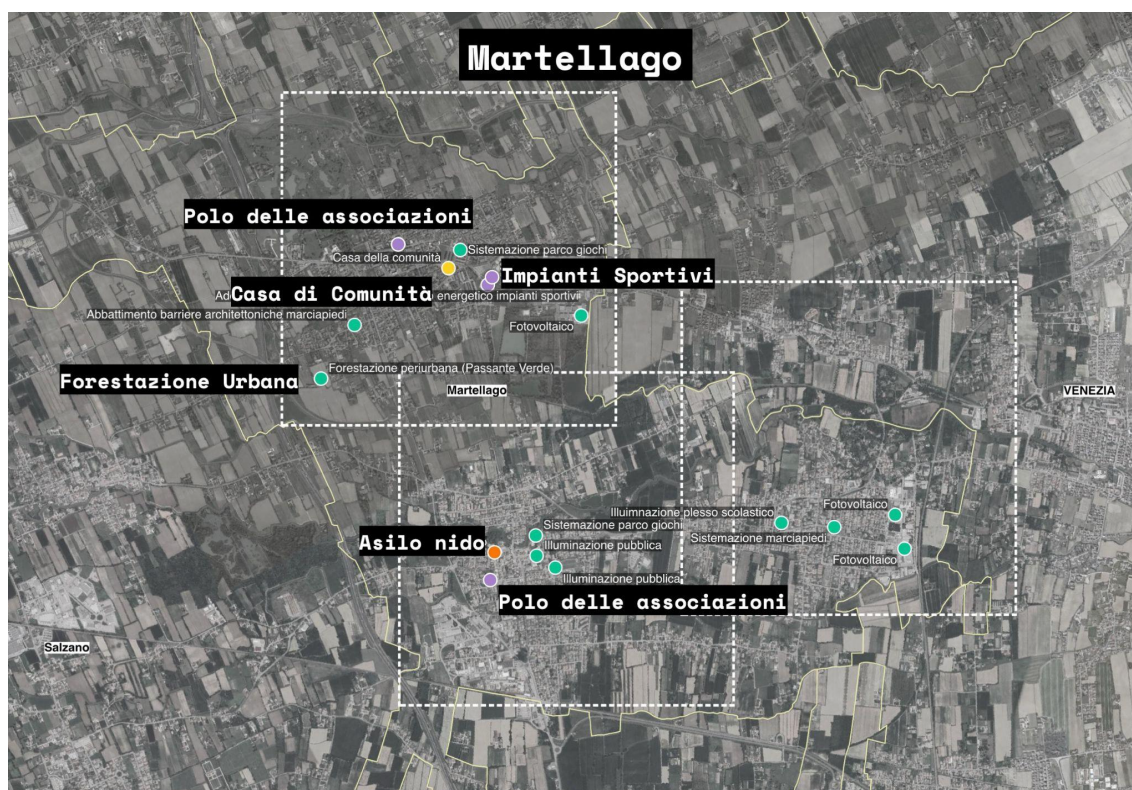 Martellago
Polo delle associazioni
Sistemazione parco giochi
Casa della comunità
Impianti Sportivi
Casa di Comunità
energetico impianti sportivii
Abbattimento barriere architettoniche marciapiedi
Fotovoltaico
Forestazione periurbana (Passante Verde)
Forestazione Urbana
Martellago
VENEZIA
Fotovoltaico
Illuimnazione plesso scolastico
Sistemazione parco giochi
Sistemazione marciapiedi
Asilo nido
Illuminazione pubblica
Fotovoltaico
Illuminazione pubblica
Polo delle associazioni
Salzano